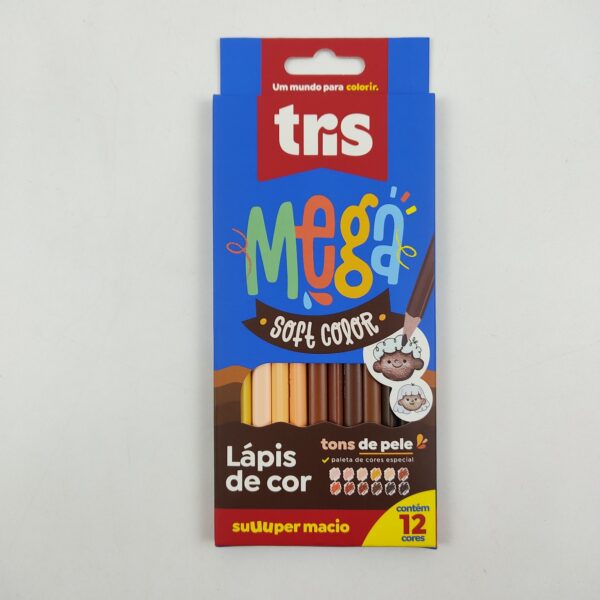 Um mundo para colorir.
tris
Mega
soft color
tons de pele
✓ paleta de cores especial
Lápis
de cor
suUuper macio
contém
12
cores